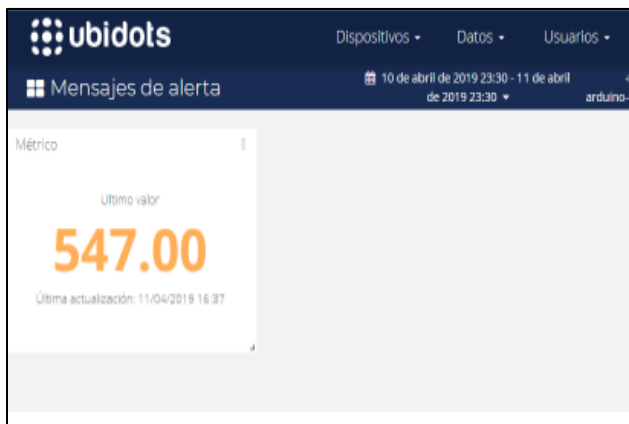 ubidots
Dispositivos
Datos
Usuarios
Mensajes de alerta
10 de abril de 2019 23:30 - 11 de abril
de 2019 23:30
arduino-
Métrico
Ultimo valor
547.00
Última actualización: 11/04/2019 16:37